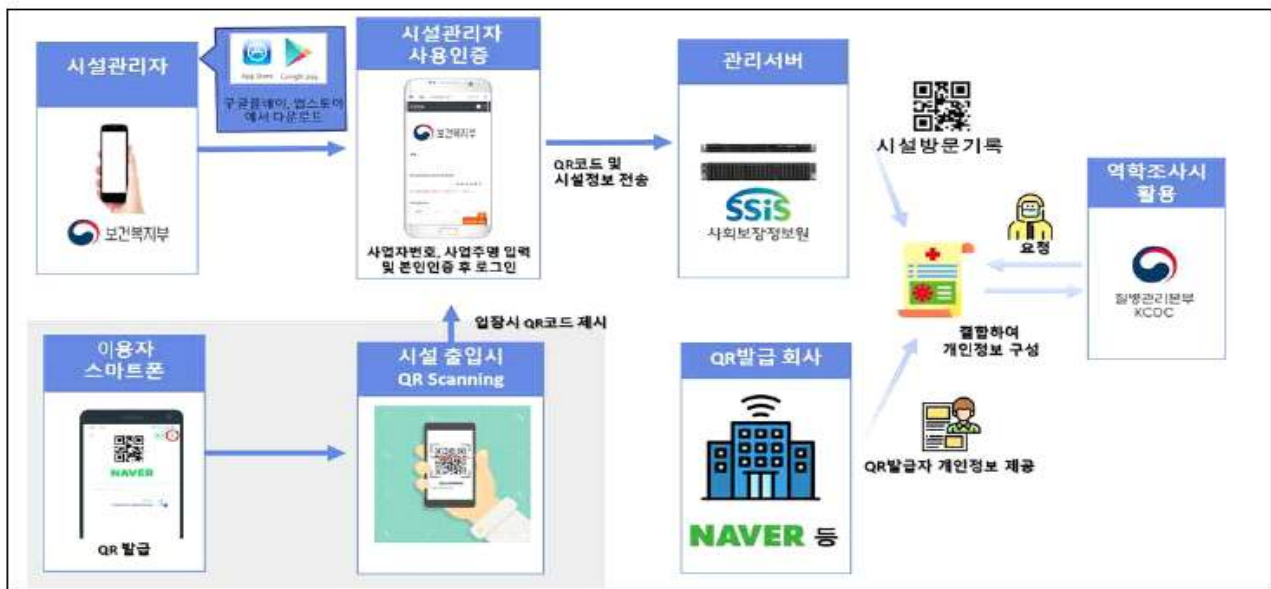 시설관리자
App Store Google play
구글플레이, 앱스토어
에서 다운로드
보건복지부
시설관리자
사용인증
보건복지부
사업자번호, 사업주명 입력
및 본인인증 후 로그인
QR코드 및
시설정보 전송
관리서버
SSiS
사회보장정보원
시설방문기록
역학조사시
활용
요청
질병관리본부
KCDC
결합하여
개인정보 구성
입장시 QR코드 제시
이용자
스마트폰
NAVER
QR 발급
시설 출입시
QR Scanning
QR발급 회사
NAVER 등
QR발급자 개인정보 제공